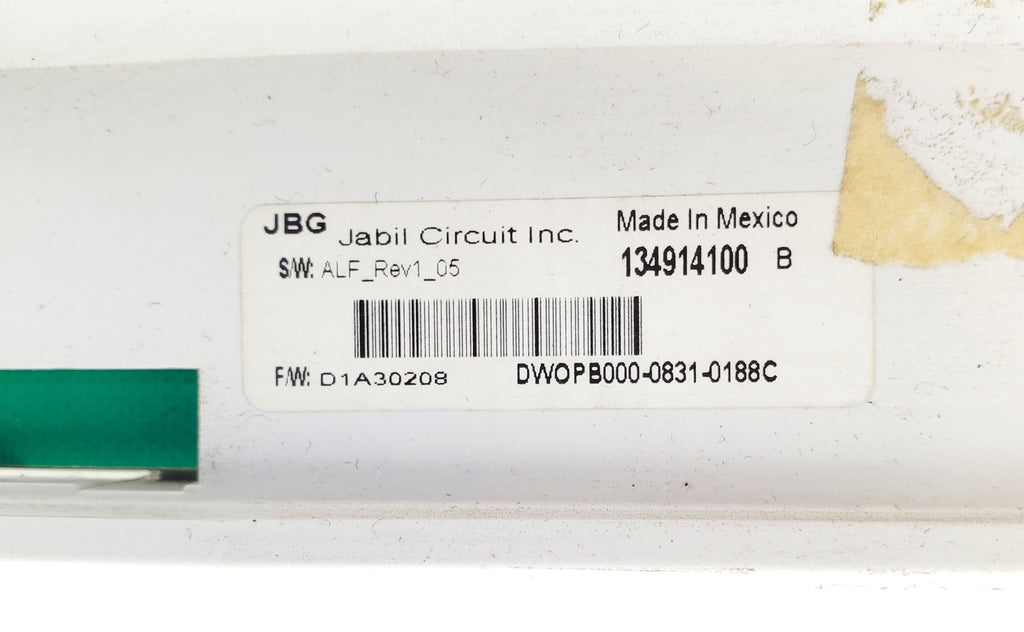 JBG Jabil Circuit Inc. Made In Mexico
S/W: ALF_Rev1_05 134914100 B
F/W: D1A30208 DWOPB000-0831-0188C